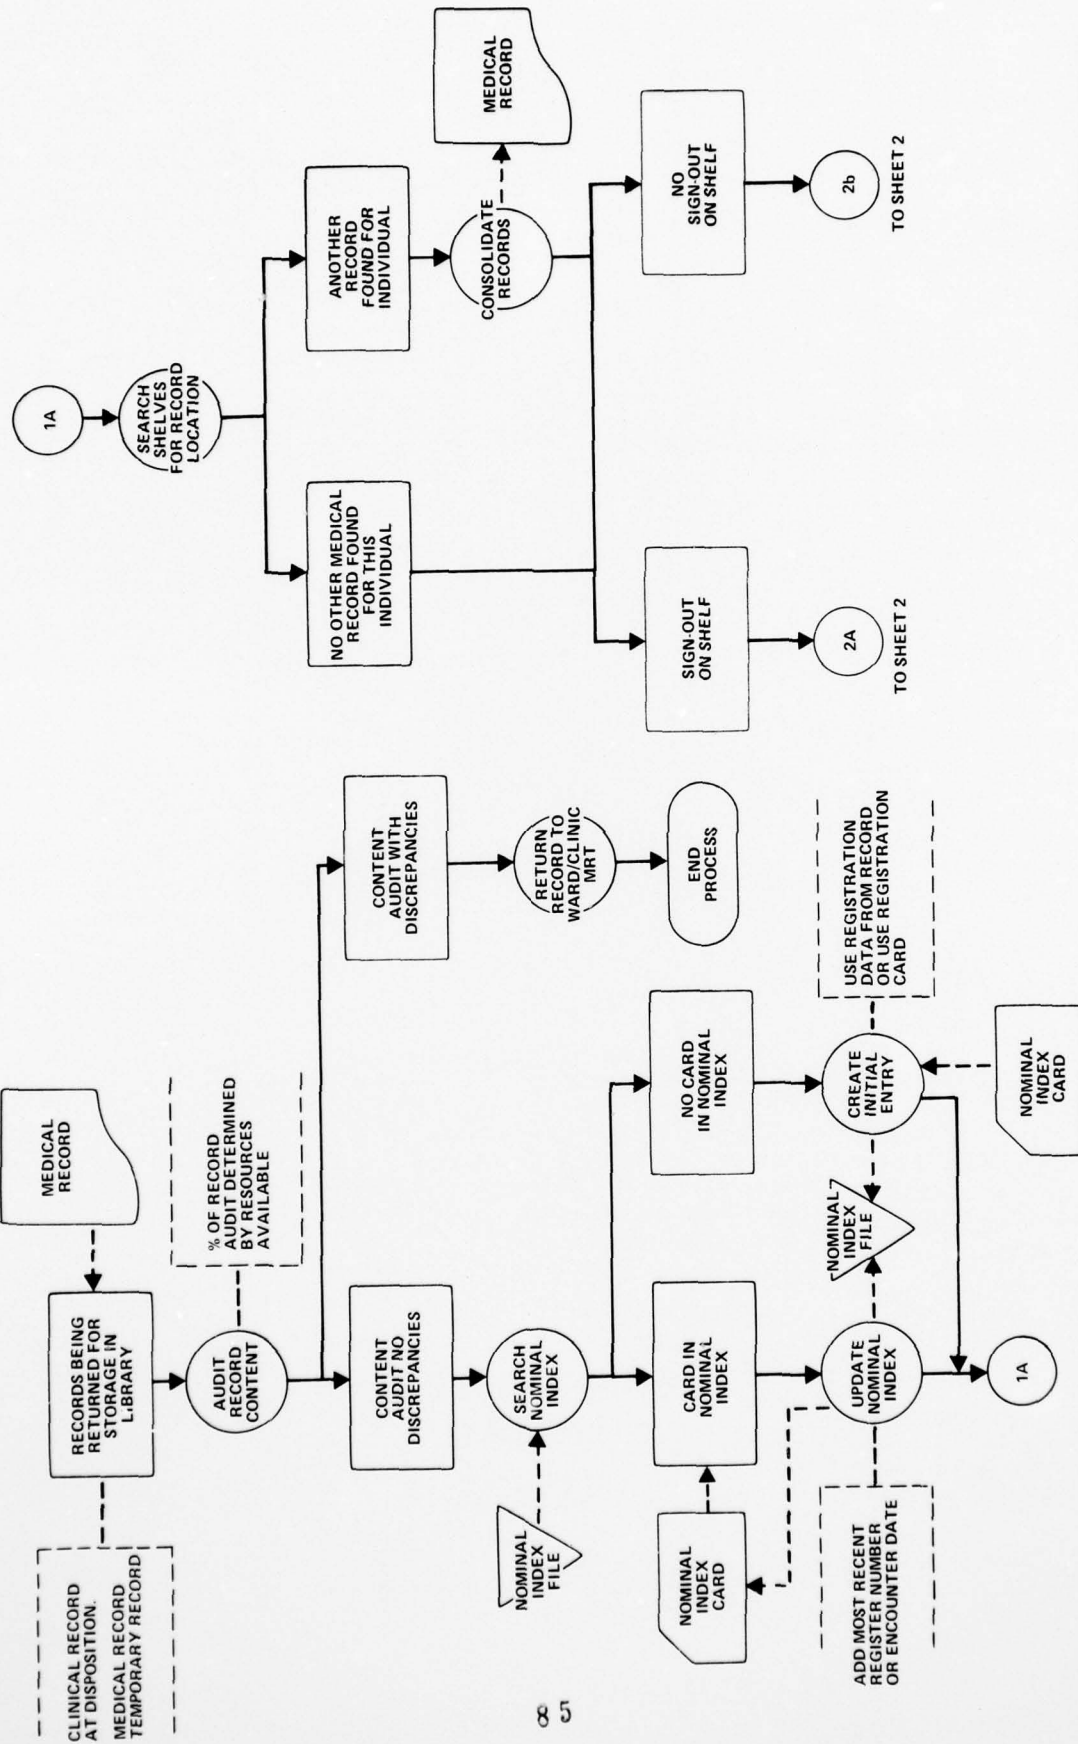 CLINICAL RECORD
AT DISPOSITION.
MEDICAL RECORD
TEMPORARY RECORD
RECORDS BEING
RETURNED FOR
STORAGE IN
LIBRARY
MEDICAL
RECORD
AUDIT
RECORD
CONTENT
% OF RECORD
AUDIT DETERMINED
BY RESOURCES
AVAILABLE
CONTENT
AUDIT NO
DISCREPANCIES
CONTENT
AUDIT WITH
DISCREPANCIES
NOMINAL
INDEX
FILE
SEARCH
NOMINAL
INDEX
RETURN
RECORD TO
WARD/CLINIC
MRT
END
PROCESS
NOMINAL
INDEX
CARD
CARD IN
NOMINAL
INDEX
NO CARD
IN NOMINAL
INDEX
ADD MOST RECENT
REGISTER NUMBER
OR ENCOUNTER DATE
UPDATE
NOMINAL
INDEX
NOMINAL
INDEX
FILE
CREATE
INITIAL
ENTRY
USE REGISTRATION
DATA FROM RECORD
OR USE REGISTRATION
CARD
1A
NOMINAL
INDEX
CARD
1A
SEARCH
SHELVES
FOR RECORD
LOCATION
NO OTHER MEDICAL
RECORD FOUND
FOR THIS
INDIVIDUAL
ANOTHER
RECORD
FOUND FOR
INDIVIDUAL
CONSOLIDATE
RECORDS
MEDICAL
RECORD
SIGN-OUT
ON SHELF
NO
SIGN-OUT
ON SHELF
2A
2b
TO SHEET 2
TO SHEET 2
85